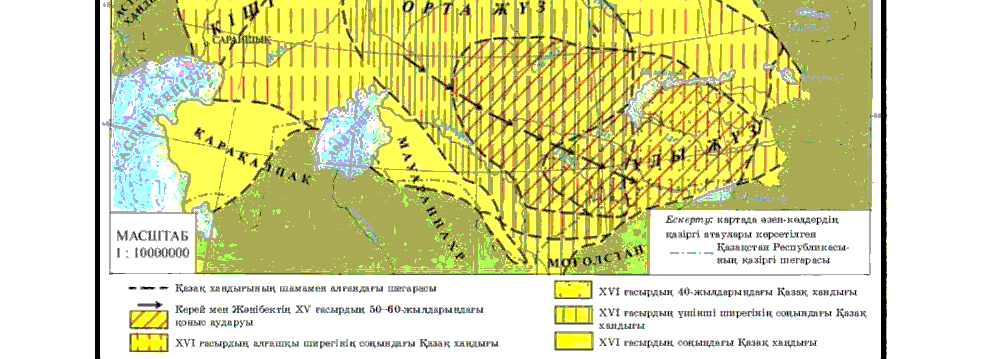 КІШІ
ОРТА ЖҮЗ
САРАЙШЫҚ
ҚАРАҚАЛПАҚ
МАУАРАННАХР
ҰЛЫ ЖҮЗ
МОҒОЛСТАН
МАСШТАБ
1 : 10000000
Ескерту: картада өзен-көлдердің
қазіргі атаулары көрсетілген
Қазақстан Республикасы-
ның қазіргі шегарасы
Қазақ хандығының шамамен алғандағы шегарасы
Керей мен Жәнібектің XV ғасырдың 50–60-жылдарындағы
қоныс аударуы
XVI ғасырдың алғашқы ширегінің соңындағы Қазақ хандығы
XVI ғасырдың 40-жылдарындағы Қазақ хандығы
XVI ғасырдың үшінші ширегінің соңындағы Қазақ
хандығы
XVI ғасырдың соңындағы Қазақ хандығы